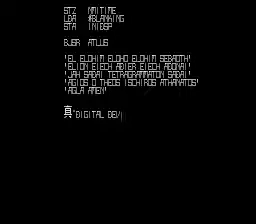 STZ NMITIME
LDA #BLANKING
STA INIDSP
BJSR ATLUS
'EL ELOHIM ELOHO ELOHIM SEBAOTH'
'ELION EIECH ADIER EIECH ADONAI'
'JAH SADAI TETRAGRAMMATON SADAI'
'AGIOS O THEOS ISCHIROS ATHANATOS'
'AGLA AMEN'
真"DIGITAL DEV